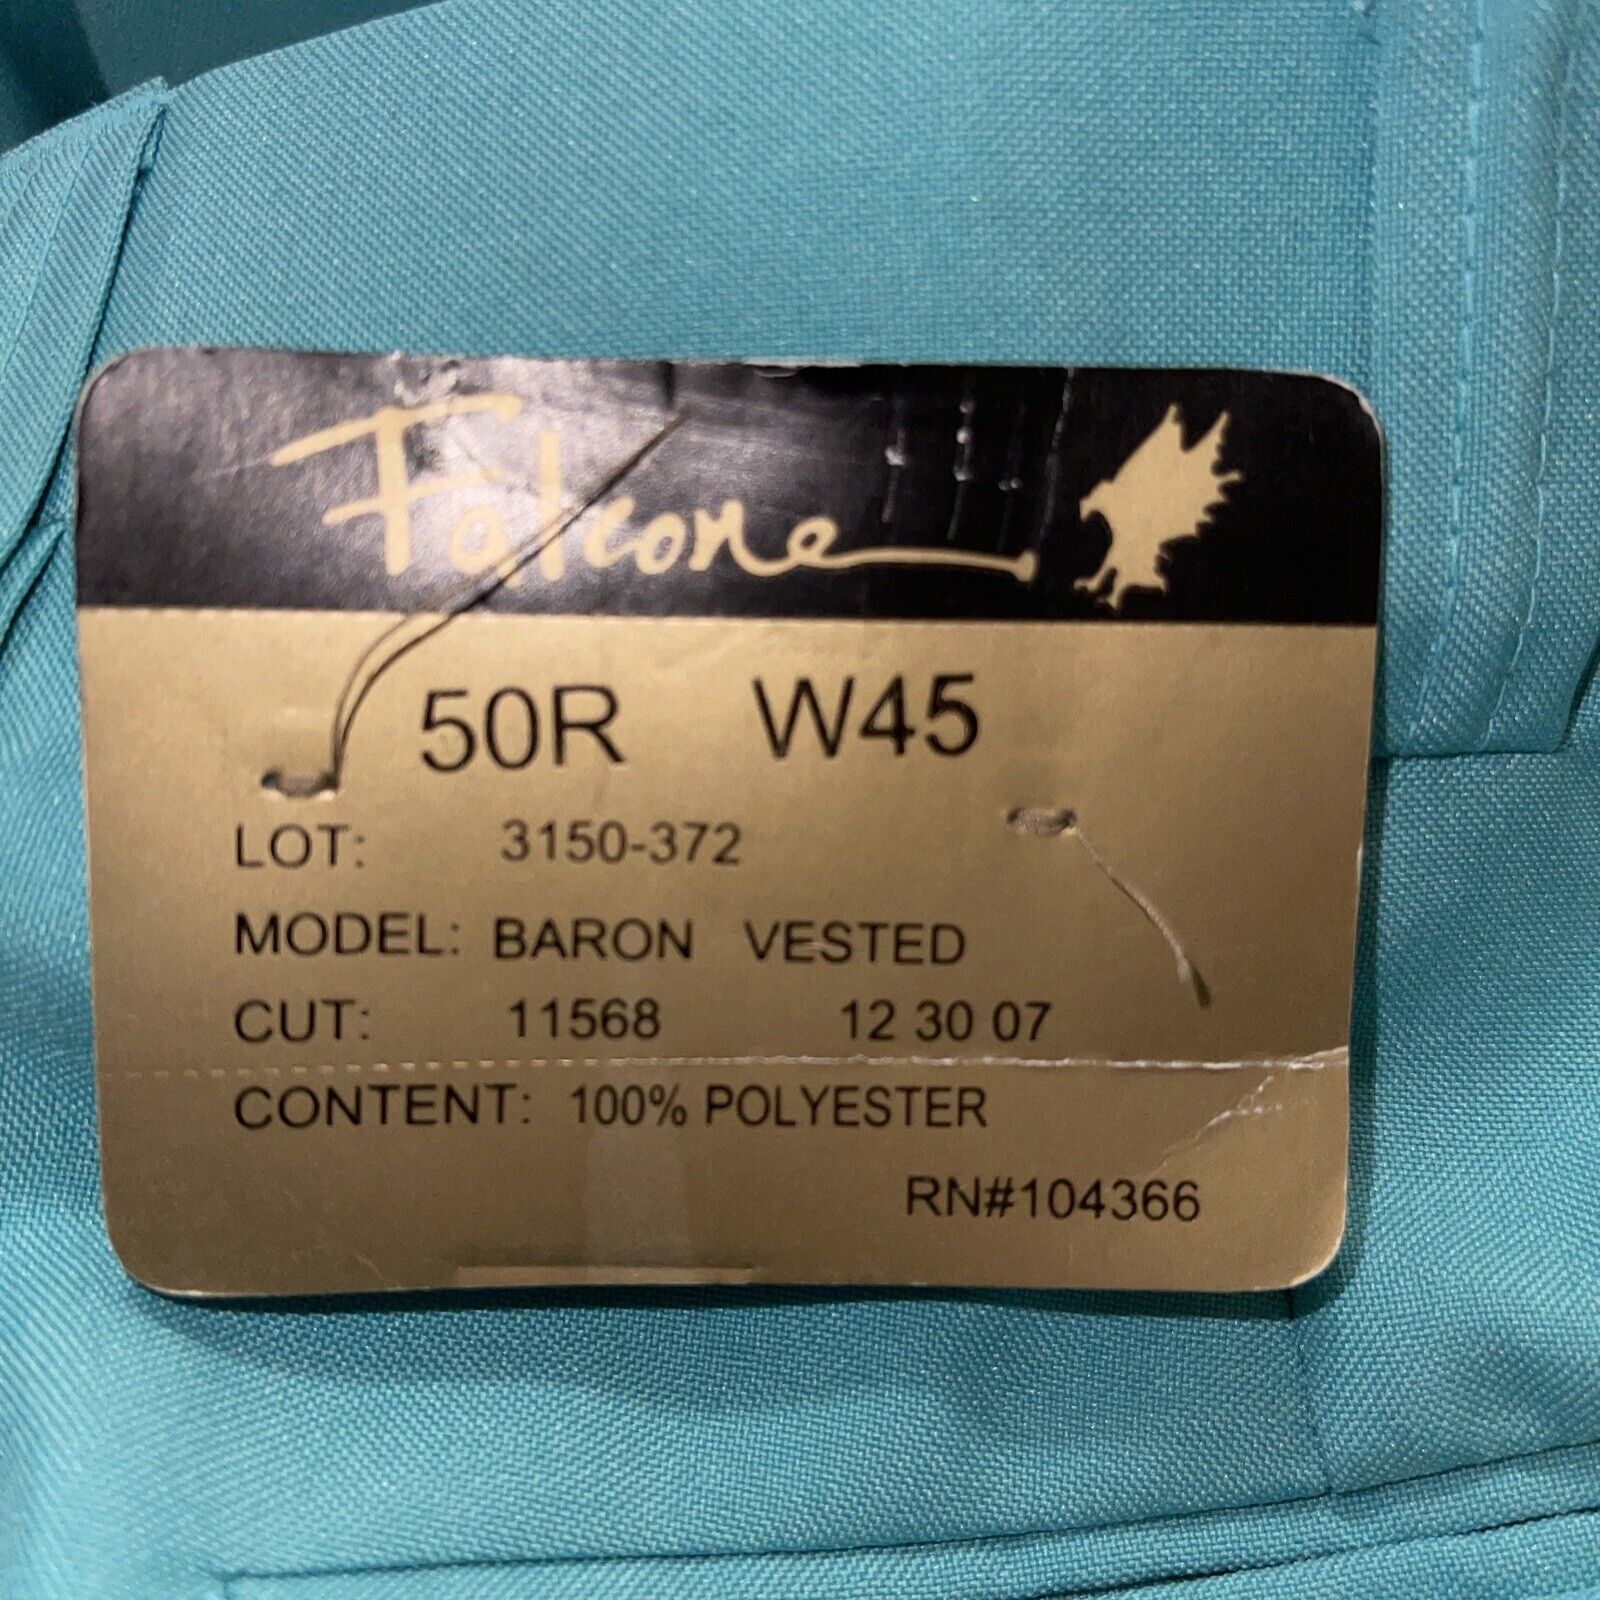 Falcone
50R W45
LOT: 3150-372
MODEL: BARON VESTED
CUT: 11568 12 30 07
CONTENT: 100% POLYESTER
RN#104366